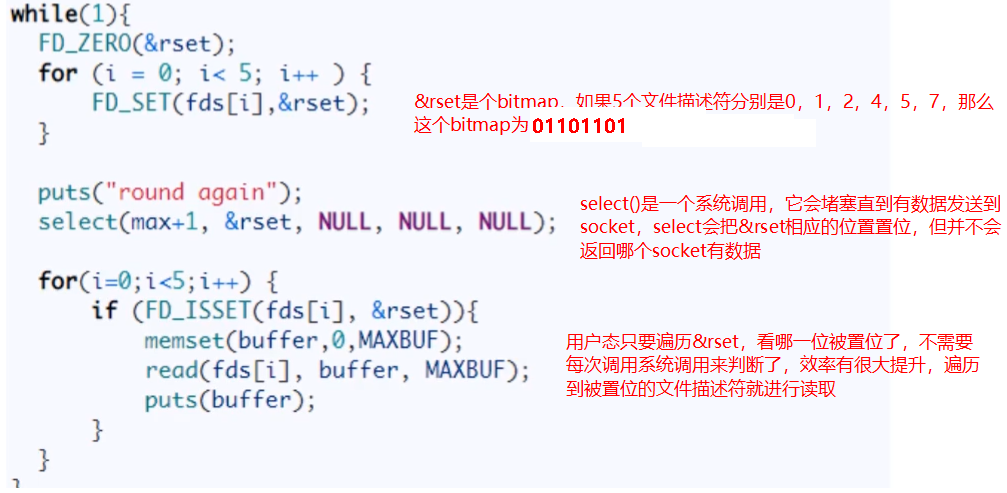 while(1){
FD_ZERO(&rset);
for (i = 0; i< 5; i++ ) {
FD_SET(fds[i],&rset);
}
&rset是个bitmap，如果5个文件描述符分别是0，1，2，4，5，7，那么
这个bitmap为 01101101
puts("round again");
select(max+1, &rset, NULL, NULL, NULL);
select()是一个系统调用，它会堵塞直到有数据发送到
socket，select会把&rset相应的位置置位，但并不会
返回哪个socket有数据
for(i=0;i<5;i++) {
if (FD_ISSET(fds[i], &rset)){
memset(buffer,0,MAXBUF);
read(fds[i], buffer, MAXBUF);
puts(buffer);
}
}
用户态只要遍历&rset，看哪一位被置位了，不需要
每次调用系统调用来判断了，效率有很大提升，遍历
到被置位的文件描述符就进行读取